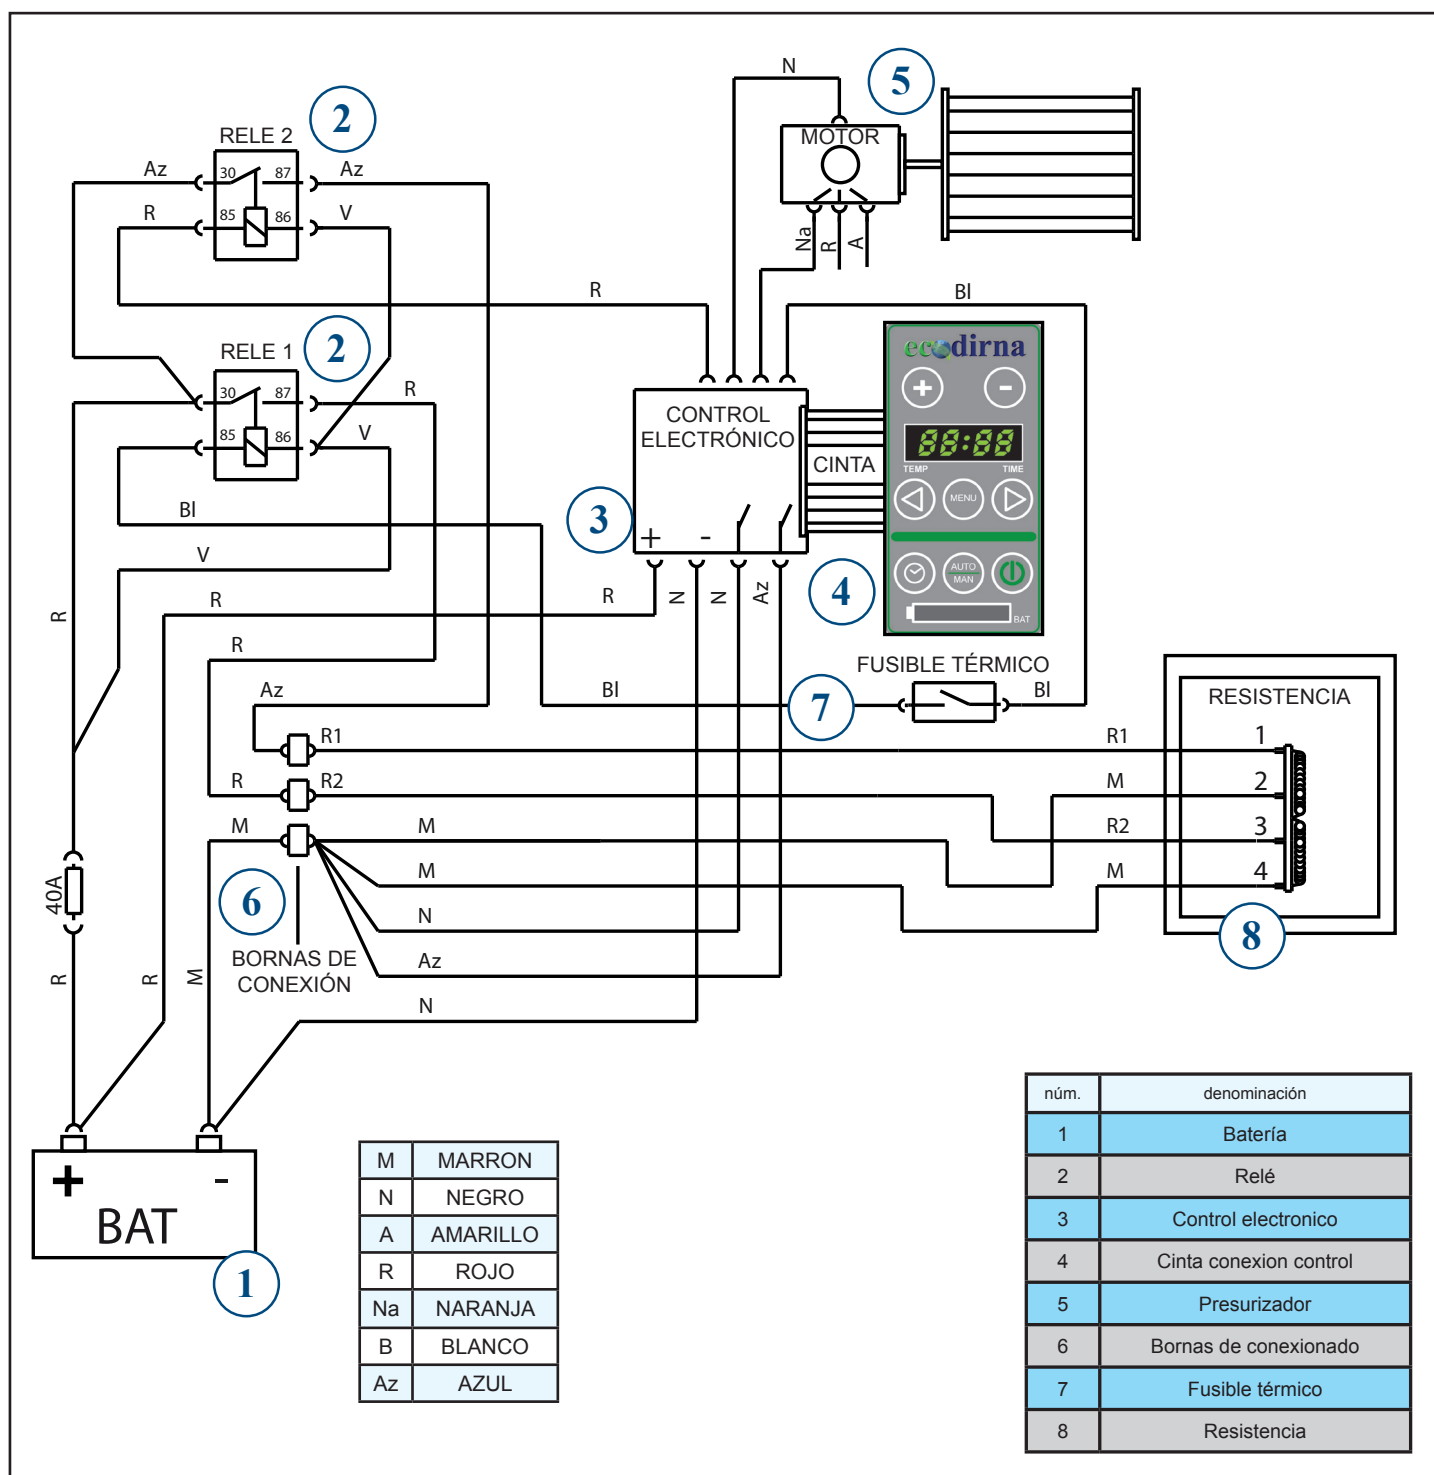 N
5
MOTOR
Na
R
A
2
RELE 2
Az
30
87
Az
R
85
86
V
R
Bl
2
RELE 1
30
87
R
85
86
V
Bl
V
R
CONTROL
ELECTRÓNICO
CINTA
3
+
-
ecodirna
+
-
88:88
TEMP
TIME
MENU
AUTO
MAN
BAT
4
R
R
N
N
Az
R
FUSIBLE TÉRMICO
Az
Bl
7
Bl
RESISTENCIA
R1
R1
1
R
R2
M
2
M
M
R2
3
M
M
4
40A
6
N
8
BORNAS DE
CONEXIÓN
Az
R
R
M
N
+
-
BAT
1
M MARRON
N NEGRO
A AMARILLO
R ROJO
Na NARANJA
B BLANCO
Az AZUL
núm. denominación
1 Batería
2 Relé
3 Control electronico
4 Cinta conexion control
5 Presurizador
6 Bornas de conexionado
7 Fusible térmico
8 Resistencia